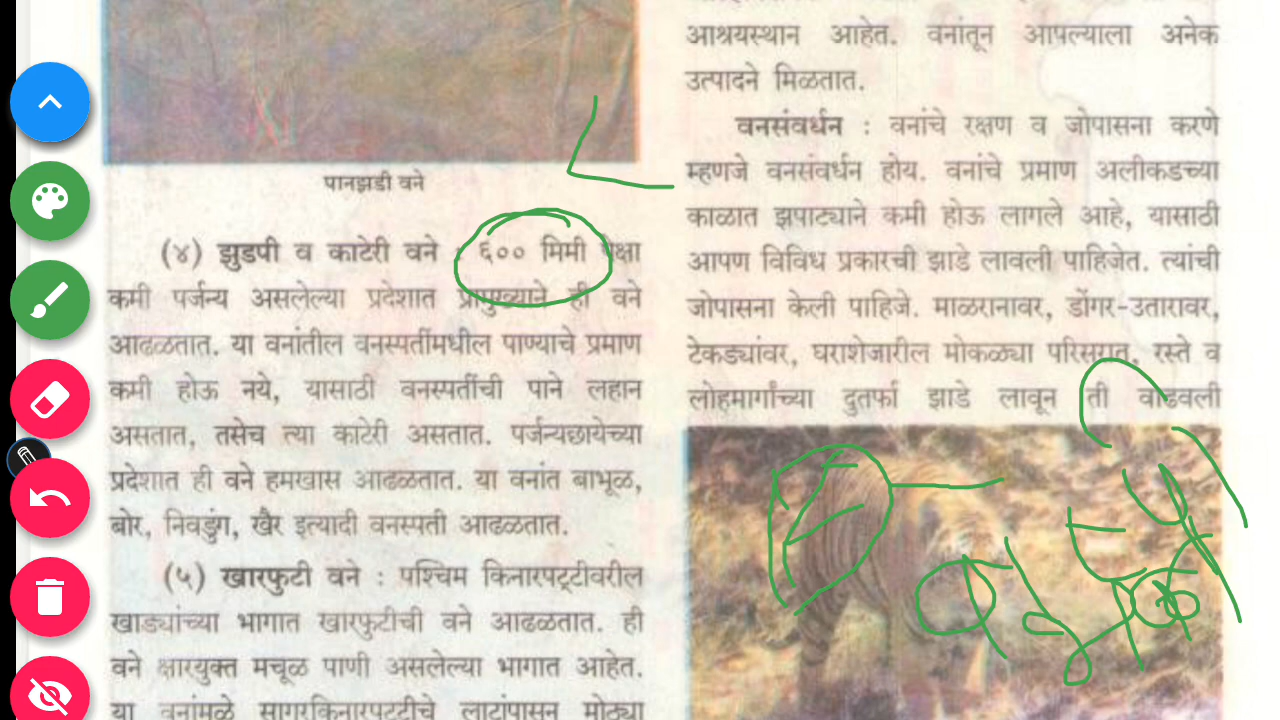 पानझडी वने
(४) झुडपी व काटेरी वने : ६०० मिमी पेक्षा
कमी पर्जन्य असलेल्या प्रदेशात प्रामुख्याने ही वने
आढळतात. या वनांतील वनस्पतींमधील पाण्याचे प्रमाण
कमी होऊ नये, यासाठी वनस्पतींची पाने लहान
असतात, तसेच त्या काटेरी असतात. पर्जन्यछायेच्या
प्रदेशात ही वने हमखास आढळतात. या वनांत बाभूळ,
बोर, निवडुंग, खैर इत्यादी वनस्पती आढळतात.
(५) खारफुटी वने : पश्चिम किनारपट्टीवरील
खाड्यांच्या भागात खारफुटीची वने आढळतात. ही
वने क्षारयुक्त मचूळ पाणी असलेल्या भागात आहेत.
या वनांमुळे सागरकिनारपट्टीचे लाटांपासून मोठ्या
आश्रयस्थान आहेत. वनांतून आपल्याला अनेक
उत्पादने मिळतात.
वनसंवर्धन : वनांचे रक्षण व जोपासना करणे
म्हणजे वनसंवर्धन होय. वनांचे प्रमाण अलीकडच्या
काळात झपाट्याने कमी होऊ लागले आहे, यासाठी
आपण विविध प्रकारची झाडे लावली पाहिजेत. त्यांची
जोपासना केली पाहिजे. माळरानावर, डोंगर-उतारावर,
टेकड्यांवर, घराशेजारील मोकळ्या परिसरात, रस्ते व
लोहमार्गांच्या दुतर्फा झाडे लावून ती वाढवली